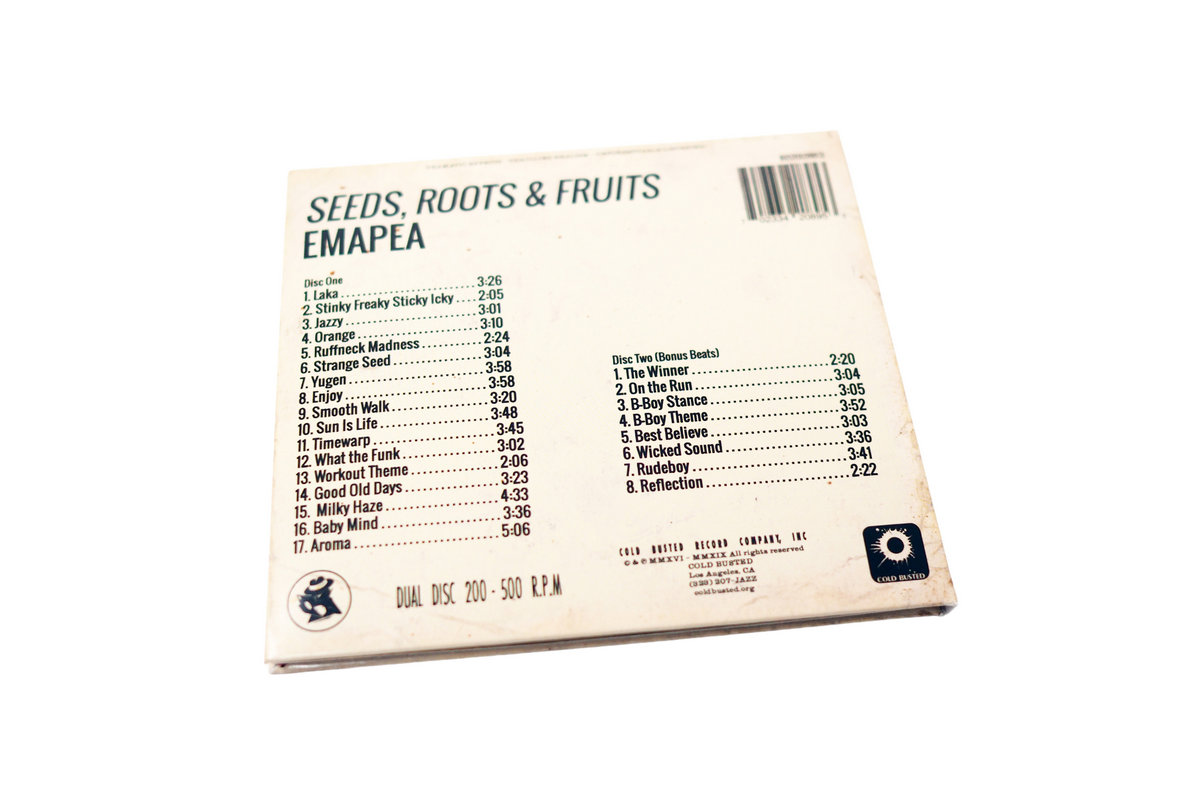 SEEDS, ROOTS & FRUITS
EMAPEA
02334 20895
Disc One
1. Laka 3:26
2. Stinky Freaky Sticky Icky 2:05
3. Jazzy 3:01
4. Orange 3:10
5. Ruffneck Madness 2:24
6. Strange Seed 3:04
7. Yugen 3:58
8. Enjoy 3:58
9. Smooth Walk 3:20
10. Sun Is Life 3:48
11. Timewarp 3:45
12. What the Funk 3:02
13. Workout Theme 2:06
14. Good Old Days 3:23
15. Milky Haze 4:33
16. Baby Mind 3:36
17. Aroma 5:06
Disc Two (Bonus Beats)
1. The Winner 2:20
2. On the Run 3:04
3. B-Boy Stance 3:05
4. B-Boy Theme 3:52
5. Best Believe 3:03
6. Wicked Sound 3:36
7. Rudeboy 3:41
8. Reflection 2:22
DUAL DISC 200 - 500 R.P.M
COLD BUSTED RECORD COMPANY, INC
© & ℗ MMXVI - MMXIX All rights reserved
COLD BUSTED
Los Angeles, CA
(323) 207-JAZZ
coldbusted.org
COLD BUSTED